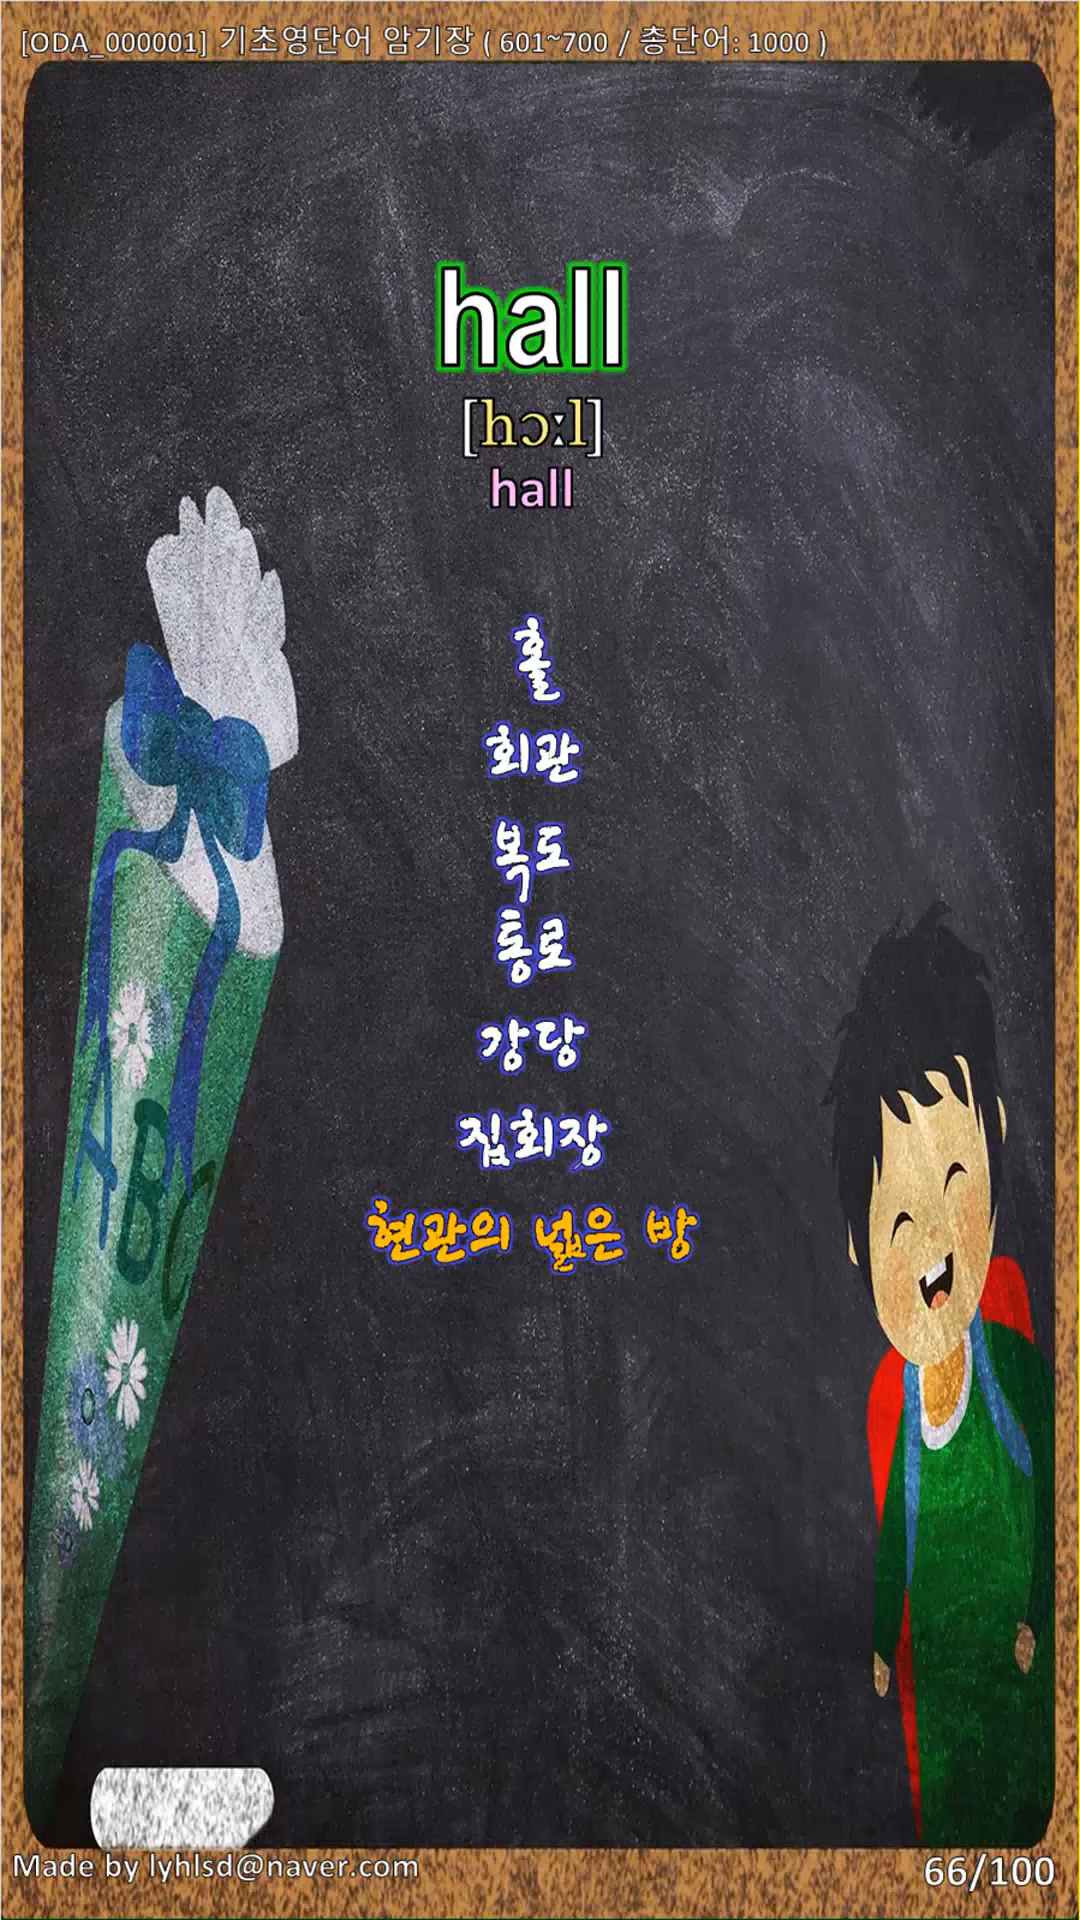 [ODA_000001] 기초영단어 암기장 ( 601~700 / 총단어: 1000 )
hall
[hɔːl]
hall
홀
회관
복도
통로
강당
집회장
현관의 넓은 방
ABC
Made by lyhlsd@naver.com
66/100